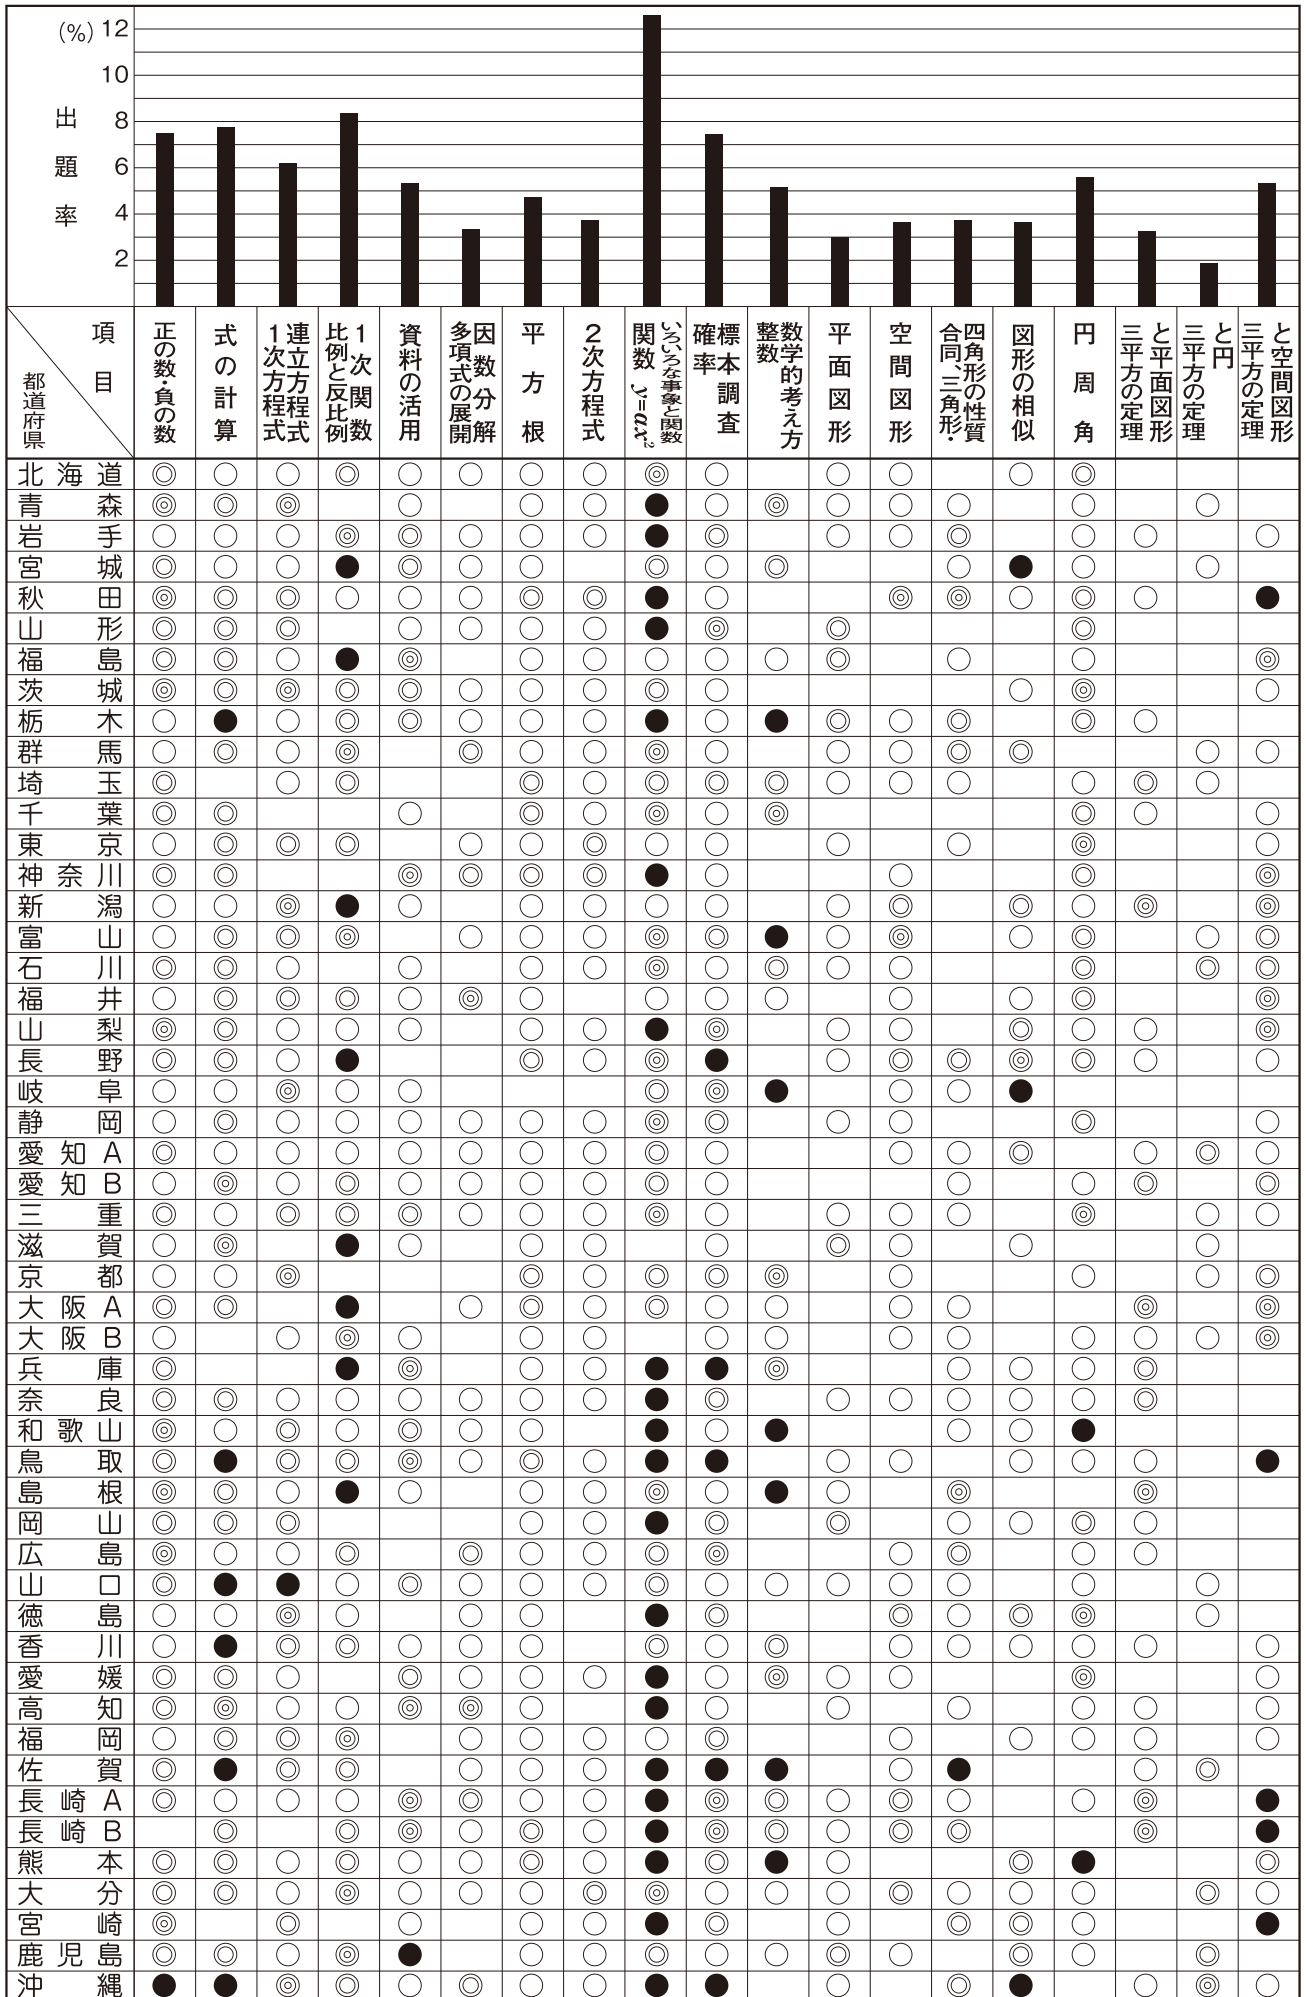 (%) 12
10
8
6
4
2
出題率
項目
都道府県
正の数・負の数
式の計算
連立方程式
1次方程式
1次関数
比例と反比例
資料の活用
因数分解
多項式の展開
平方根
2次方程式
いろいろな事象と関数
関数 y=ax²
標本調査
確率
数学的考え方
整数
平面図形
空間図形
四角形の性質
合同、三角形・
図形の相似
円周角
と平面図形
三平方の定理
と円
三平方の定理
と空間図形
三平方の定理
北海道 ◎ ○ ○ ◎ ○ ○ ○ ○ ◎ ○ ○ ○ ○ ◎
青森
岩手
宮城
秋田
山形
福島
茨城
栃木
群馬
埼玉
千葉
東京
神奈川
新潟
富山
石川
福井
山梨
長野
岐阜
静岡
愛知A
愛知B
三重
滋賀
京都
大阪A
大阪B
兵庫
奈良
和歌山
鳥取
島根
岡山
広島
山口
徳島
香川
愛媛
高知
福岡
佐賀
長崎A
長崎B
熊本
大分
宮崎
鹿児島
沖縄